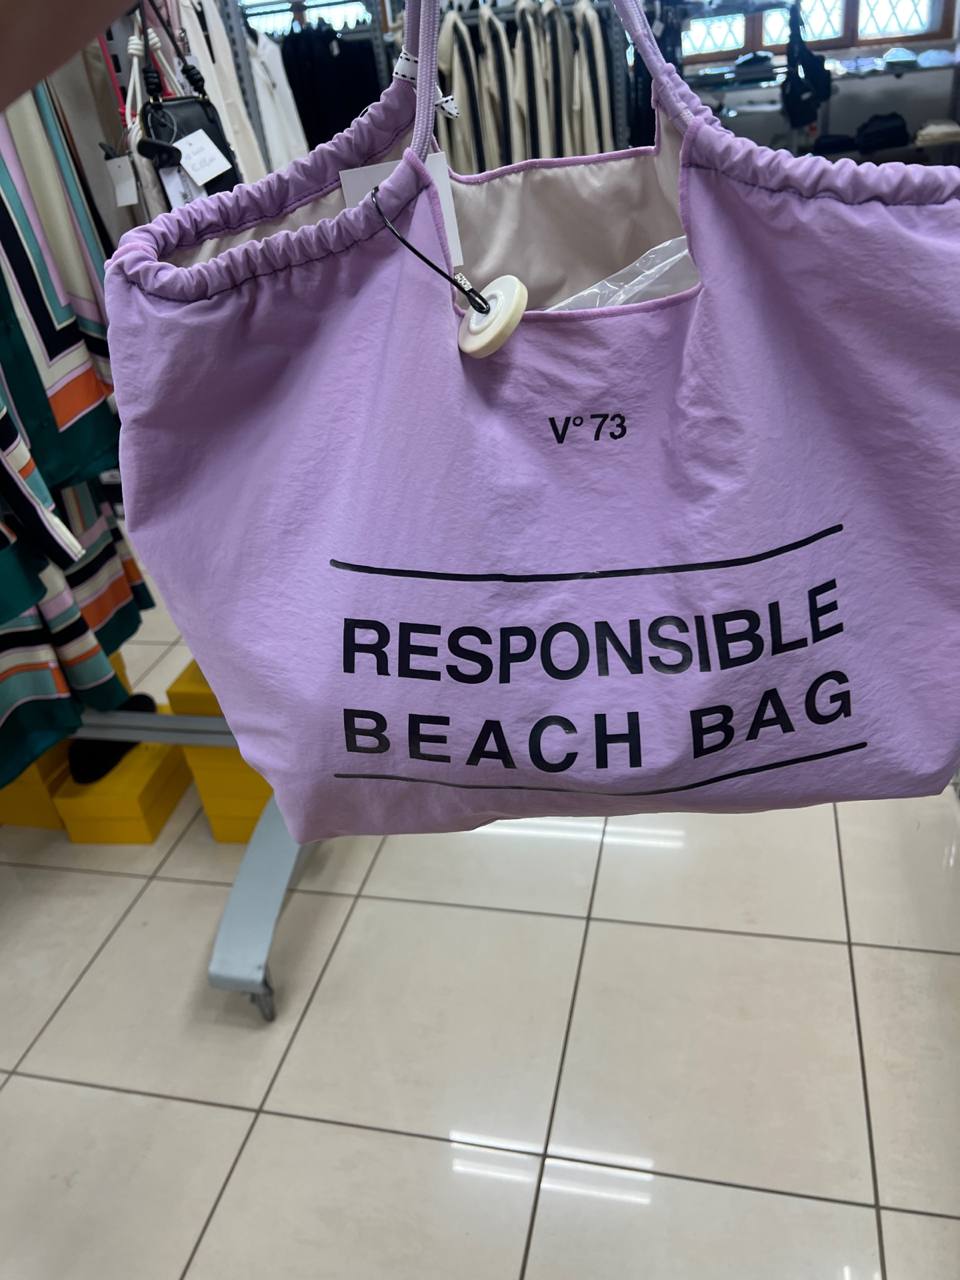 V° 73
RESPONSIBLE
BEACH BAG